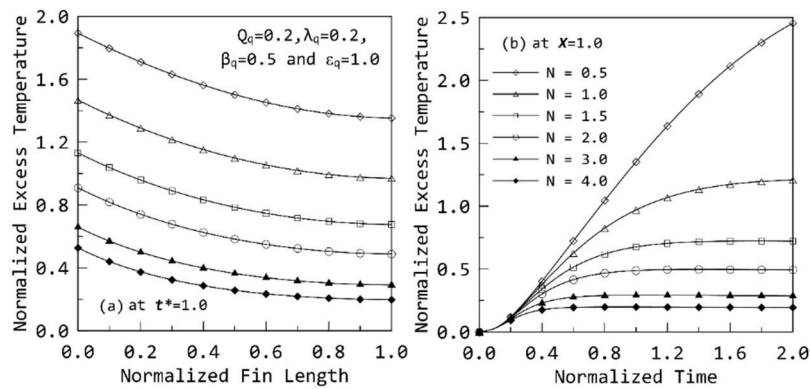 Normalized Excess Temperature
2.0
1.6
1.2
0.8
0.4
0.0
Qq=0.2,λq=0.2,
βq=0.5 and εq=1.0
(a) at t*=1.0
0.0 0.2 0.4 0.6 0.8 1.0
Normalized Fin Length
Normalized Excess Temperature
2.5
2.0
1.5
1.0
0.5
0.0
(b) at X=1.0
N = 0.5
N = 1.0
N = 1.5
N = 2.0
N = 3.0
N = 4.0
0.0 0.4 0.8 1.2 1.6 2.0
Normalized Time